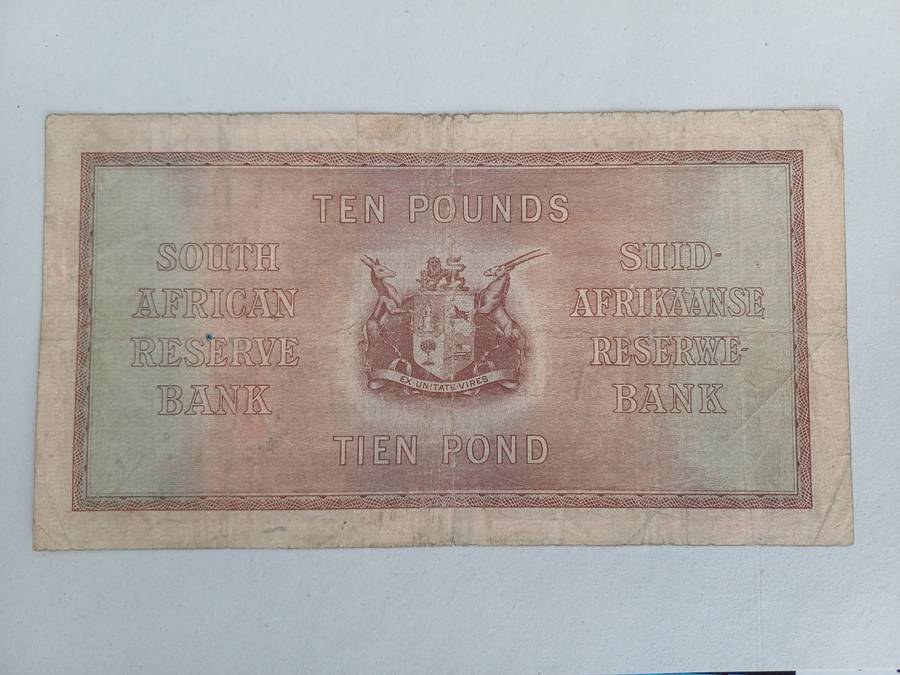 TEN POUNDS
SOUTH
AFRICAN
RESERVE
BANK
SUID-
AFRIKAANSE
RESERWE-
BANK
EX·UNITATE·VIRES
TIEN POND